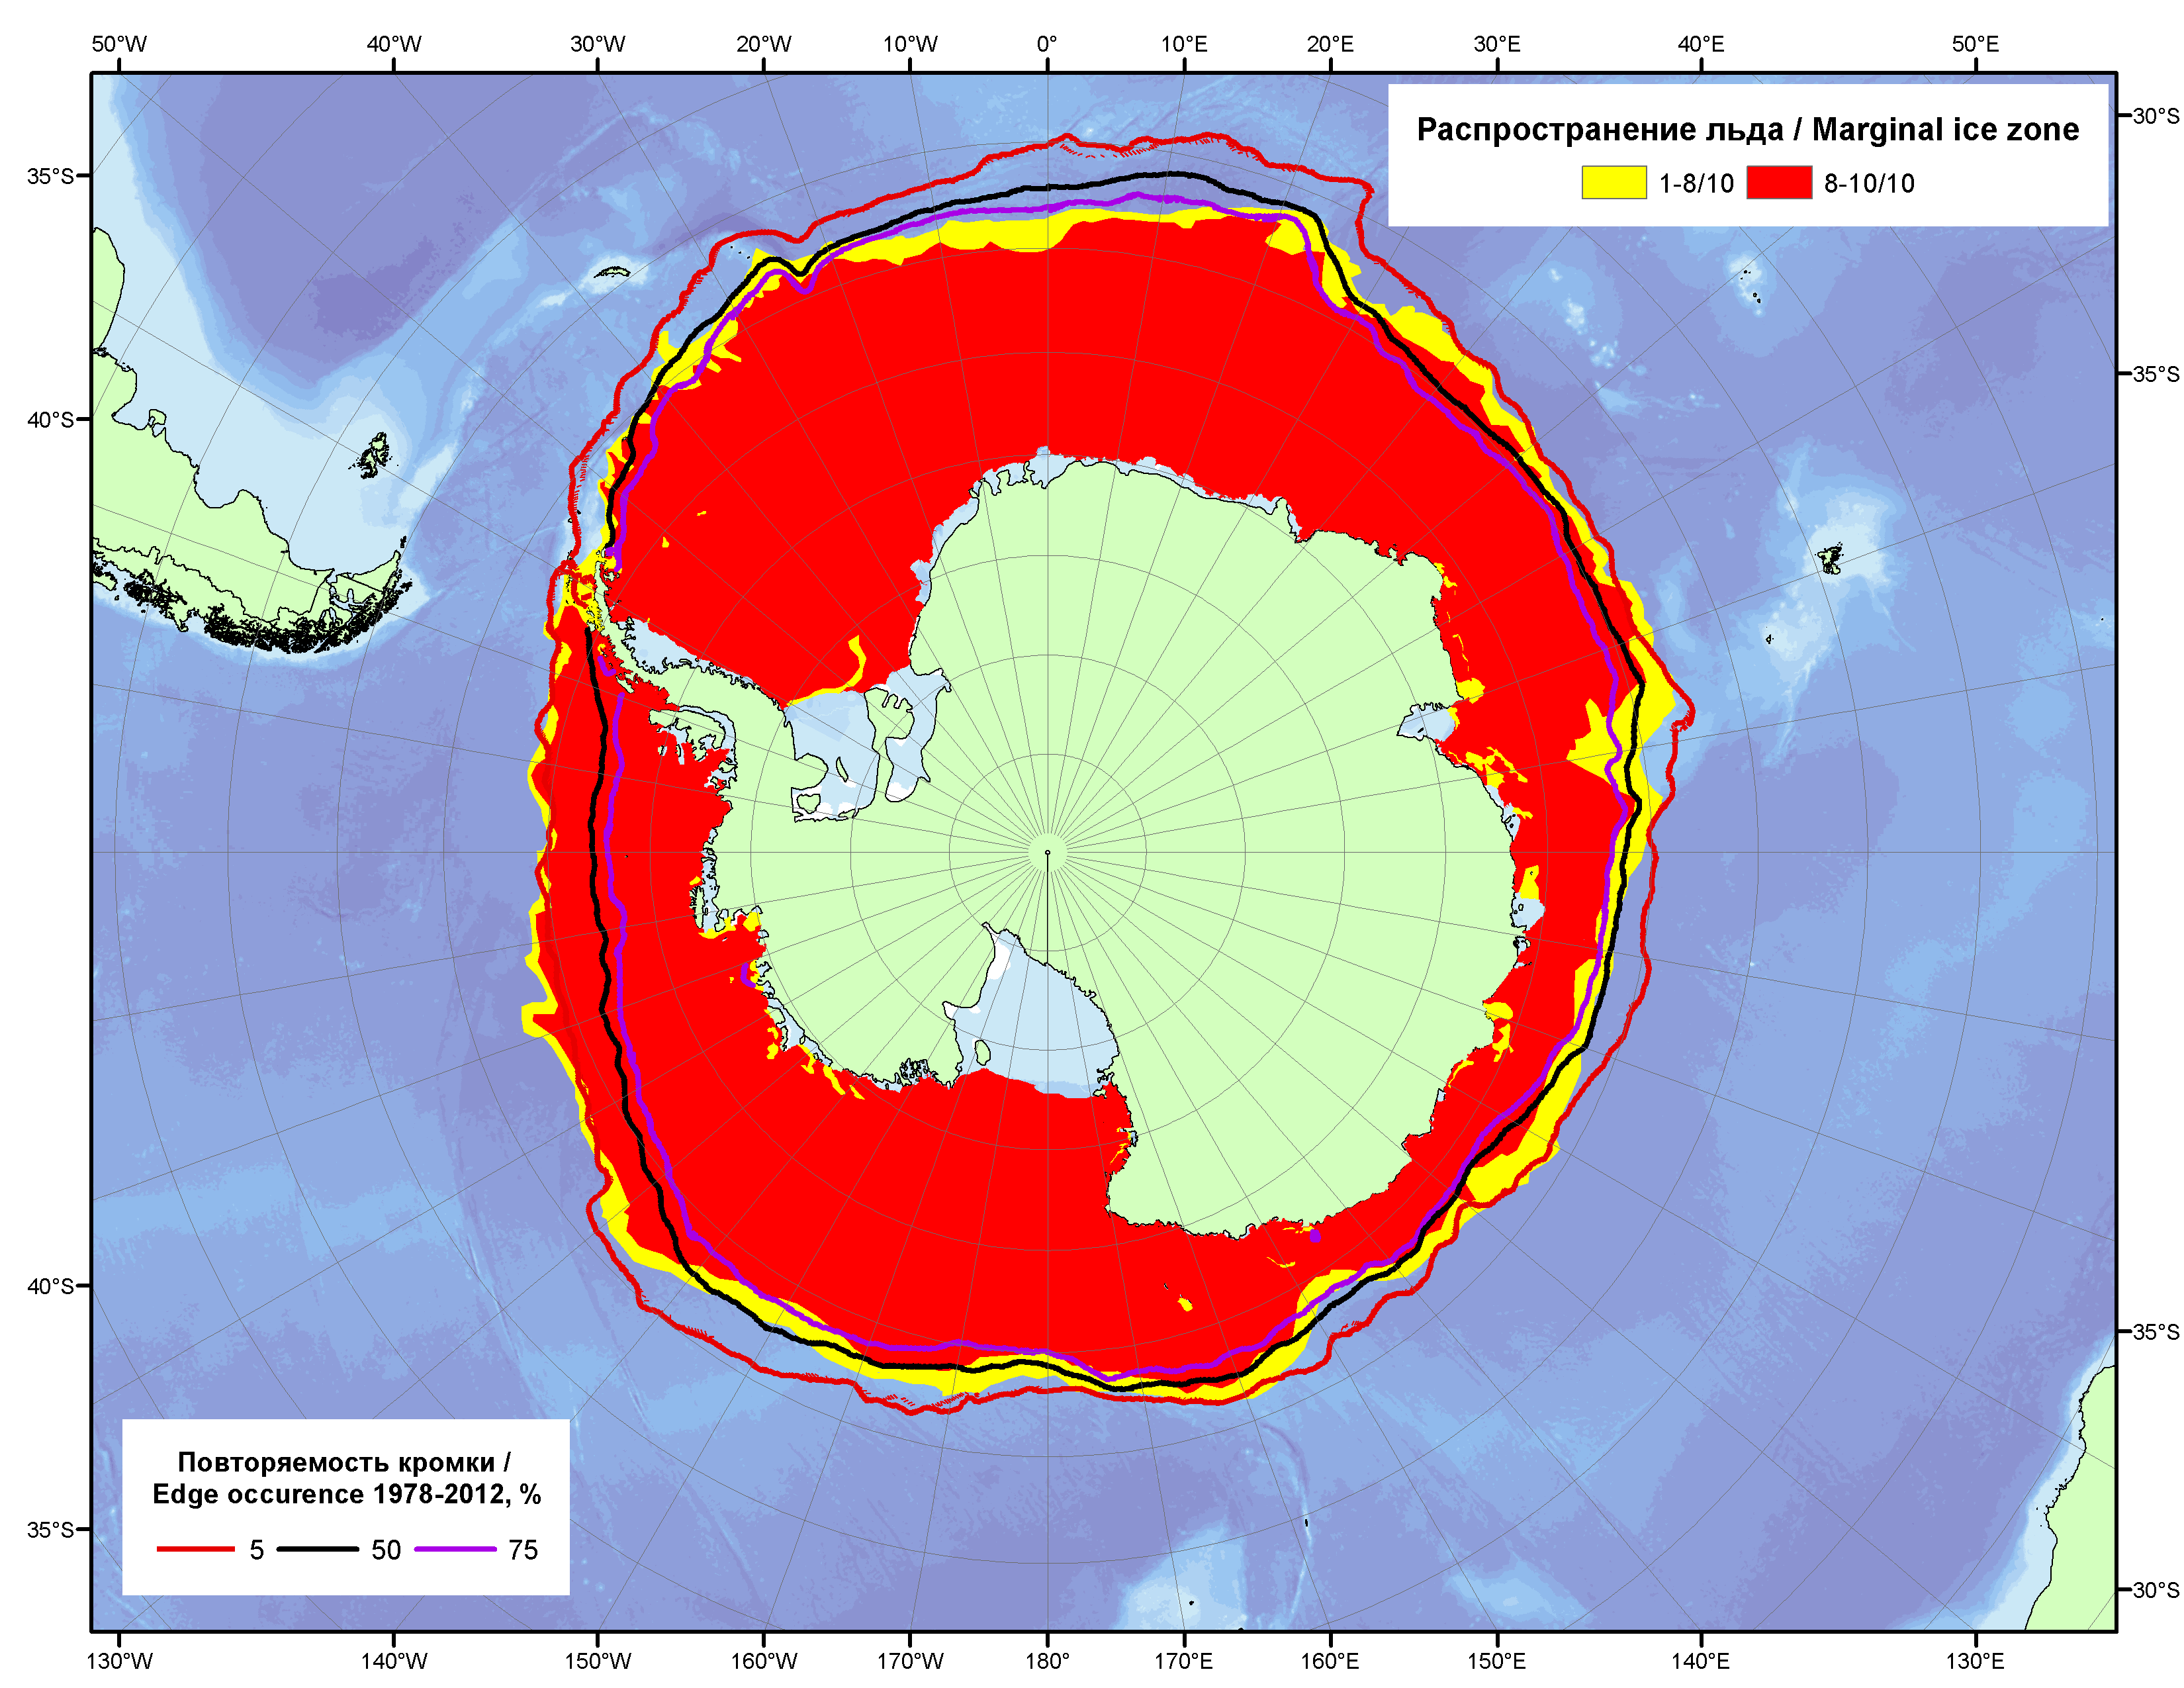 50°W 40°W 30°W 20°W 10°W 0° 10°E 20°E 30°E 40°E 50°E
Распространение льда / Marginal ice zone
1-8/10 8-10/10
30°S
35°S
35°S
40°S
40°S
35°S
35°S
30°S
Повторяемость кромки /
Edge occurence 1978-2012, %
5 50 75
130°W 140°W 150°W 160°W 170°W 180° 170°E 160°E 150°E 140°E 130°E